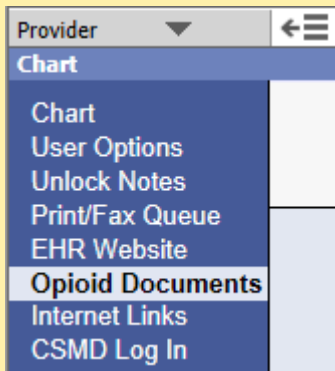 Provider
Chart
Chart
User Options
Unlock Notes
Print/Fax Queue
EHR Website
Opioid Documents
Internet Links
CSMD Log In